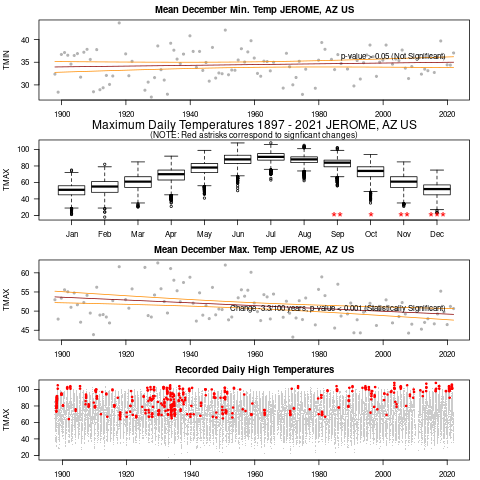 Mean December Min. Temp JEROME, AZ US
TMIN
40
35
30
p-value > 0.05 (Not Significant)
1900 1920 1940 1960 1980 2000 2020
Maximum Daily Temperatures 1897 - 2021 JEROME, AZ US
(NOTE: Red astrisks correspond to signficant changes)
TMAX
100
80
60
40
20
** * ** ***
Jan Feb Mar Apr May Jun Jul Aug Sep Oct Nov Dec
Mean December Max. Temp JEROME, AZ US
TMAX
60
55
50
45
Change -3.3/100 years, p-value < 0.001 (Statistically Significant)
1900 1920 1940 1960 1980 2000 2020
Recorded Daily High Temperatures
TMAX
100
80
60
40
20
1900 1920 1940 1960 1980 2000 2020